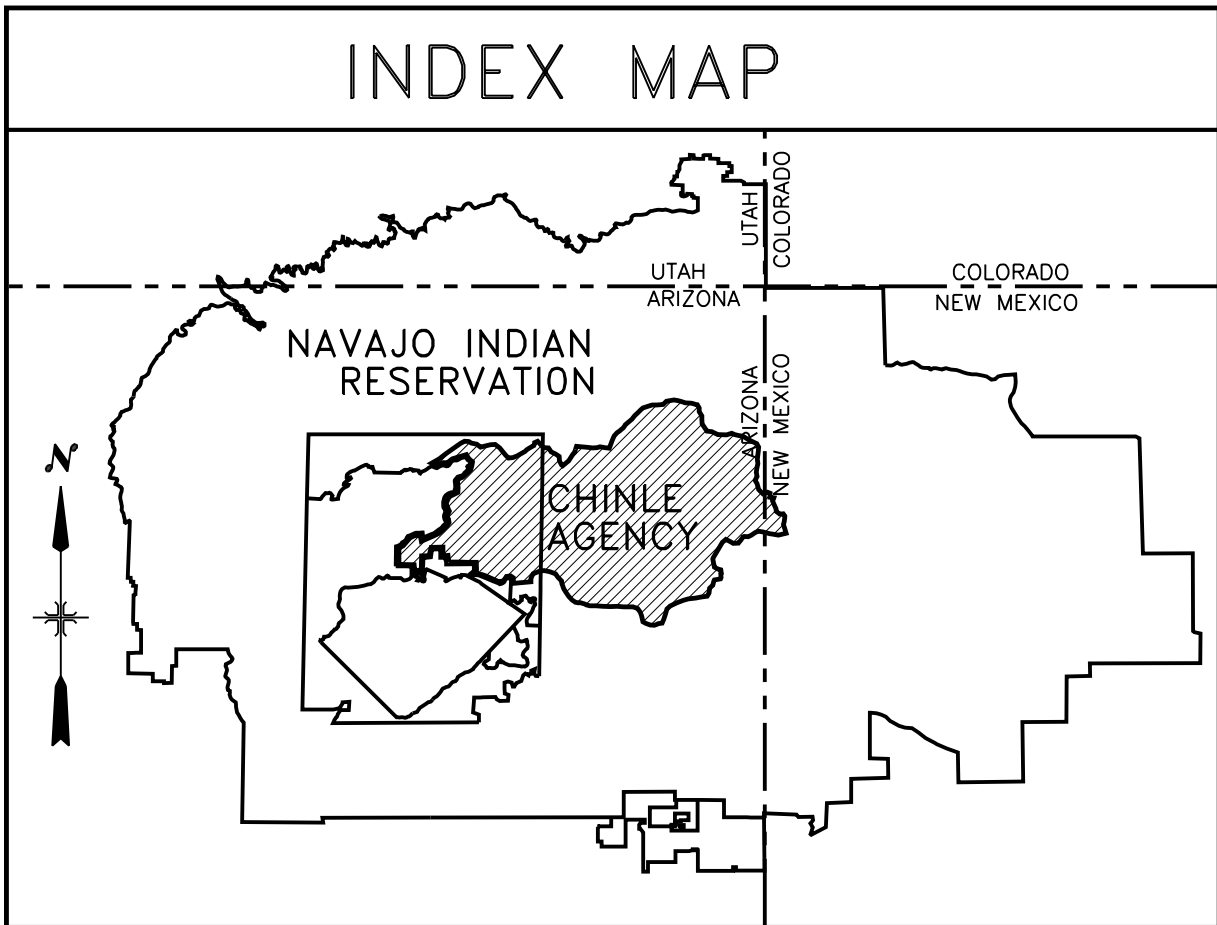 INDEX MAP
UTAH
COLORADO
UTAH
ARIZONA
COLORADO
NEW MEXICO
NAVAJO INDIAN
RESERVATION
ARIZONA
NEW MEXICO
N
CHINLE
AGENCY